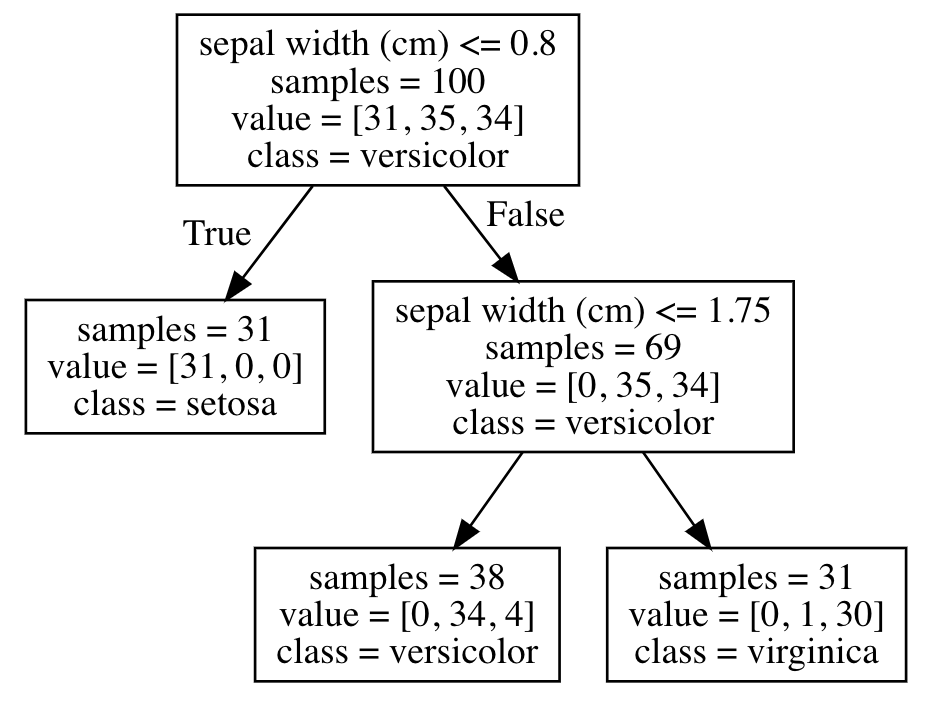 sepal width (cm) <= 0.8
samples = 100
value = [31, 35, 34]
class = versicolor
True
False
samples = 31
value = [31, 0, 0]
class = setosa
sepal width (cm) <= 1.75
samples = 69
value = [0, 35, 34]
class = versicolor
samples = 38
value = [0, 34, 4]
class = versicolor
samples = 31
value = [0, 1, 30]
class = virginica